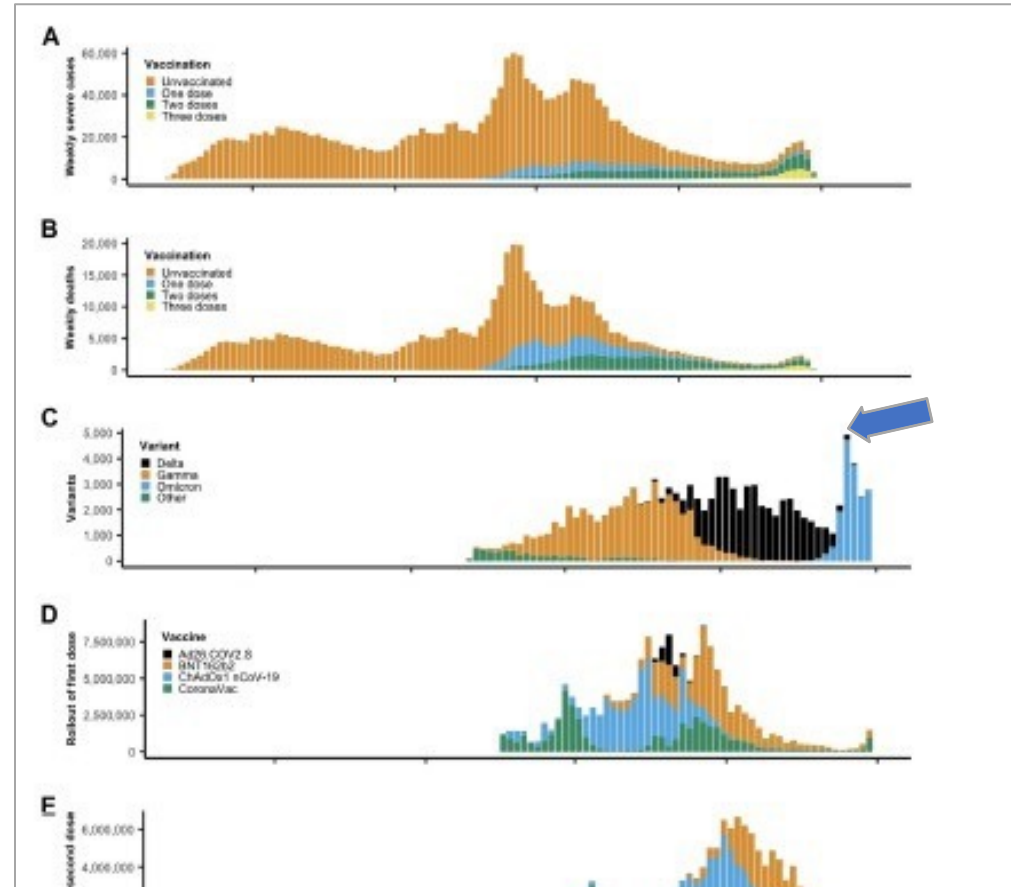 A
Weekly severe cases
60,000
40,000
20,000
0
Vaccination
Unvaccinated
One dose
Two doses
Three doses
B
Weekly deaths
20,000
15,000
10,000
5,000
0
Vaccination
Unvaccinated
One dose
Two doses
Three doses
C
Variants
5,000
4,000
3,000
2,000
1,000
0
Variant
Delta
Gamma
Omicron
Other
D
Rollout of first dose
7,500,000
5,000,000
2,500,000
0
Vaccine
Ad26.COV2.S
BNT162b2
ChAdOx1 nCoV-19
CoronaVac
E
second dose
6,000,000
4,000,000